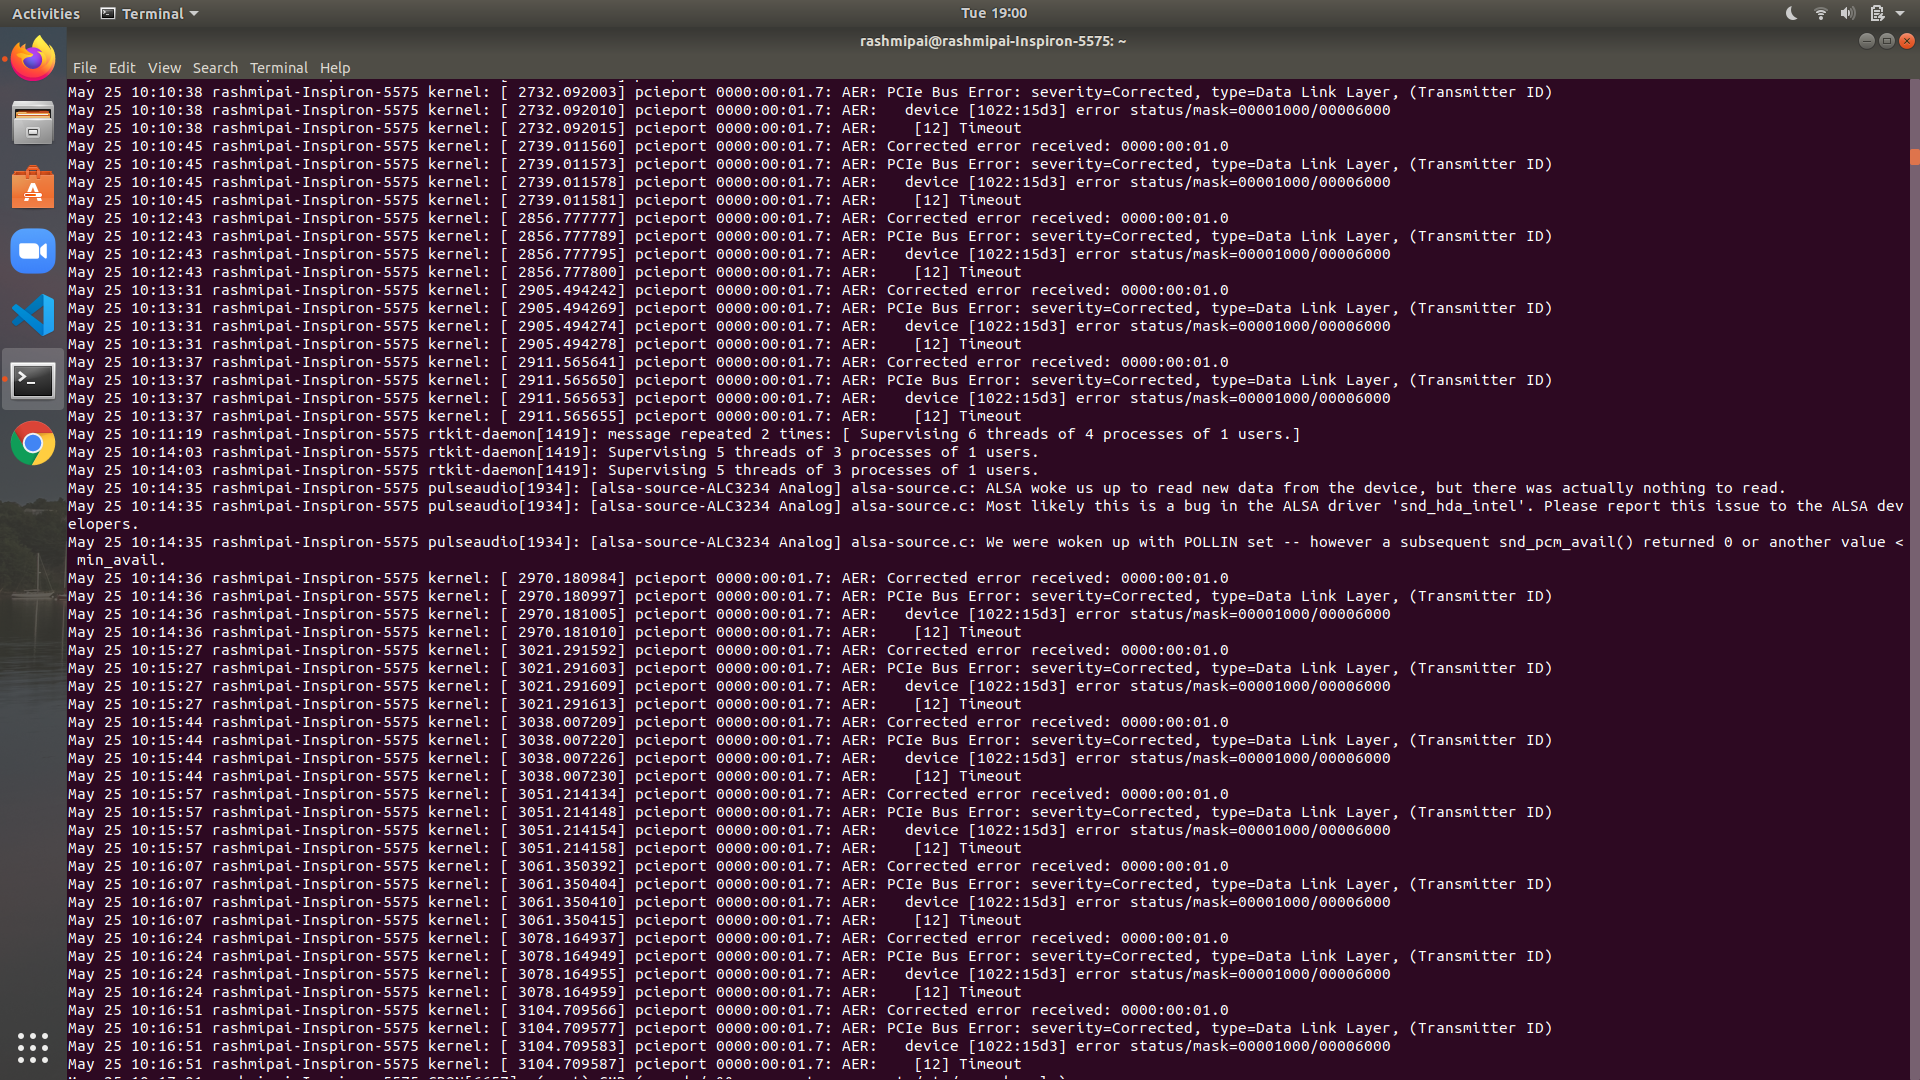 Activities Terminal Tue 19:00
rashmipai@rashmipai-Inspiron-5575: ~
File Edit View Search Terminal Help
May 25 10:10:38 rashmipai-Inspiron-5575 kernel: [ 2732.092003] pcieport 0000:00:01.7: AER: PCIe Bus Error: severity=Corrected, type=Data Link Layer, (Transmitter ID)
May 25 10:10:38 rashmipai-Inspiron-5575 kernel: [ 2732.092010] pcieport 0000:00:01.7: AER:   device [1022:15d3] error status/mask=00001000/00006000
May 25 10:10:38 rashmipai-Inspiron-5575 kernel: [ 2732.092015] pcieport 0000:00:01.7: AER:    [12] Timeout
May 25 10:10:45 rashmipai-Inspiron-5575 kernel: [ 2739.011560] pcieport 0000:00:01.7: AER: Corrected error received: 0000:00:01.0
May 25 10:10:45 rashmipai-Inspiron-5575 kernel: [ 2739.011573] pcieport 0000:00:01.7: AER: PCIe Bus Error: severity=Corrected, type=Data Link Layer, (Transmitter ID)
May 25 10:10:45 rashmipai-Inspiron-5575 kernel: [ 2739.011578] pcieport 0000:00:01.7: AER:   device [1022:15d3] error status/mask=00001000/00006000
May 25 10:10:45 rashmipai-Inspiron-5575 kernel: [ 2739.011581] pcieport 0000:00:01.7: AER:    [12] Timeout
May 25 10:12:43 rashmipai-Inspiron-5575 kernel: [ 2856.777777] pcieport 0000:00:01.7: AER: Corrected error received: 0000:00:01.0
May 25 10:12:43 rashmipai-Inspiron-5575 kernel: [ 2856.777789] pcieport 0000:00:01.7: AER: PCIe Bus Error: severity=Corrected, type=Data Link Layer, (Transmitter ID)
May 25 10:12:43 rashmipai-Inspiron-5575 kernel: [ 2856.777795] pcieport 0000:00:01.7: AER:   device [1022:15d3] error status/mask=00001000/00006000
May 25 10:12:43 rashmipai-Inspiron-5575 kernel: [ 2856.777800] pcieport 0000:00:01.7: AER:    [12] Timeout
May 25 10:13:31 rashmipai-Inspiron-5575 kernel: [ 2905.494242] pcieport 0000:00:01.7: AER: Corrected error received: 0000:00:01.0
May 25 10:13:31 rashmipai-Inspiron-5575 kernel: [ 2905.494269] pcieport 0000:00:01.7: AER: PCIe Bus Error: severity=Corrected, type=Data Link Layer, (Transmitter ID)
May 25 10:13:31 rashmipai-Inspiron-5575 kernel: [ 2905.494274] pcieport 0000:00:01.7: AER:   device [1022:15d3] error status/mask=00001000/00006000
May 25 10:13:31 rashmipai-Inspiron-5575 kernel: [ 2905.494278] pcieport 0000:00:01.7: AER:    [12] Timeout
May 25 10:13:37 rashmipai-Inspiron-5575 kernel: [ 2911.565641] pcieport 0000:00:01.7: AER: Corrected error received: 0000:00:01.0
May 25 10:13:37 rashmipai-Inspiron-5575 kernel: [ 2911.565650] pcieport 0000:00:01.7: AER: PCIe Bus Error: severity=Corrected, type=Data Link Layer, (Transmitter ID)
May 25 10:13:37 rashmipai-Inspiron-5575 kernel: [ 2911.565653] pcieport 0000:00:01.7: AER:   device [1022:15d3] error status/mask=00001000/00006000
May 25 10:13:37 rashmipai-Inspiron-5575 kernel: [ 2911.565655] pcieport 0000:00:01.7: AER:    [12] Timeout
May 25 10:11:19 rashmipai-Inspiron-5575 rtkit-daemon[1419]: message repeated 2 times: [ Supervising 6 threads of 4 processes of 1 users.]
May 25 10:14:03 rashmipai-Inspiron-5575 rtkit-daemon[1419]: Supervising 5 threads of 3 processes of 1 users.
May 25 10:14:03 rashmipai-Inspiron-5575 rtkit-daemon[1419]: Supervising 5 threads of 3 processes of 1 users.
May 25 10:14:35 rashmipai-Inspiron-5575 pulseaudio[1934]: [alsa-source-ALC3234 Analog] alsa-source.c: ALSA woke us up to read new data from the device, but there was actually nothing to read.
May 25 10:14:35 rashmipai-Inspiron-5575 pulseaudio[1934]: [alsa-source-ALC3234 Analog] alsa-source.c: Most likely this is a bug in the ALSA driver 'snd_hda_intel'. Please report this issue to the ALSA dev
elopers.
May 25 10:14:35 rashmipai-Inspiron-5575 pulseaudio[1934]: [alsa-source-ALC3234 Analog] alsa-source.c: We were woken up with POLLIN set -- however a subsequent snd_pcm_avail() returned 0 or another value <
 min_avail.
May 25 10:14:36 rashmipai-Inspiron-5575 kernel: [ 2970.180984] pcieport 0000:00:01.7: AER: Corrected error received: 0000:00:01.0
May 25 10:14:36 rashmipai-Inspiron-5575 kernel: [ 2970.180997] pcieport 0000:00:01.7: AER: PCIe Bus Error: severity=Corrected, type=Data Link Layer, (Transmitter ID)
May 25 10:14:36 rashmipai-Inspiron-5575 kernel: [ 2970.181005] pcieport 0000:00:01.7: AER:   device [1022:15d3] error status/mask=00001000/00006000
May 25 10:14:36 rashmipai-Inspiron-5575 kernel: [ 2970.181010] pcieport 0000:00:01.7: AER:    [12] Timeout
May 25 10:15:27 rashmipai-Inspiron-5575 kernel: [ 3021.291592] pcieport 0000:00:01.7: AER: Corrected error received: 0000:00:01.0
May 25 10:15:27 rashmipai-Inspiron-5575 kernel: [ 3021.291603] pcieport 0000:00:01.7: AER: PCIe Bus Error: severity=Corrected, type=Data Link Layer, (Transmitter ID)
May 25 10:15:27 rashmipai-Inspiron-5575 kernel: [ 3021.291609] pcieport 0000:00:01.7: AER:   device [1022:15d3] error status/mask=00001000/00006000
May 25 10:15:27 rashmipai-Inspiron-5575 kernel: [ 3021.291613] pcieport 0000:00:01.7: AER:    [12] Timeout
May 25 10:15:44 rashmipai-Inspiron-5575 kernel: [ 3038.007209] pcieport 0000:00:01.7: AER: Corrected error received: 0000:00:01.0
May 25 10:15:44 rashmipai-Inspiron-5575 kernel: [ 3038.007220] pcieport 0000:00:01.7: AER: PCIe Bus Error: severity=Corrected, type=Data Link Layer, (Transmitter ID)
May 25 10:15:44 rashmipai-Inspiron-5575 kernel: [ 3038.007226] pcieport 0000:00:01.7: AER:   device [1022:15d3] error status/mask=00001000/00006000
May 25 10:15:44 rashmipai-Inspiron-5575 kernel: [ 3038.007230] pcieport 0000:00:01.7: AER:    [12] Timeout
May 25 10:15:57 rashmipai-Inspiron-5575 kernel: [ 3051.214134] pcieport 0000:00:01.7: AER: Corrected error received: 0000:00:01.0
May 25 10:15:57 rashmipai-Inspiron-5575 kernel: [ 3051.214148] pcieport 0000:00:01.7: AER: PCIe Bus Error: severity=Corrected, type=Data Link Layer, (Transmitter ID)
May 25 10:15:57 rashmipai-Inspiron-5575 kernel: [ 3051.214154] pcieport 0000:00:01.7: AER:   device [1022:15d3] error status/mask=00001000/00006000
May 25 10:15:57 rashmipai-Inspiron-5575 kernel: [ 3051.214158] pcieport 0000:00:01.7: AER:    [12] Timeout
May 25 10:16:07 rashmipai-Inspiron-5575 kernel: [ 3061.350392] pcieport 0000:00:01.7: AER: Corrected error received: 0000:00:01.0
May 25 10:16:07 rashmipai-Inspiron-5575 kernel: [ 3061.350404] pcieport 0000:00:01.7: AER: PCIe Bus Error: severity=Corrected, type=Data Link Layer, (Transmitter ID)
May 25 10:16:07 rashmipai-Inspiron-5575 kernel: [ 3061.350410] pcieport 0000:00:01.7: AER:   device [1022:15d3] error status/mask=00001000/00006000
May 25 10:16:07 rashmipai-Inspiron-5575 kernel: [ 3061.350415] pcieport 0000:00:01.7: AER:    [12] Timeout
May 25 10:16:24 rashmipai-Inspiron-5575 kernel: [ 3078.164937] pcieport 0000:00:01.7: AER: Corrected error received: 0000:00:01.0
May 25 10:16:24 rashmipai-Inspiron-5575 kernel: [ 3078.164949] pcieport 0000:00:01.7: AER: PCIe Bus Error: severity=Corrected, type=Data Link Layer, (Transmitter ID)
May 25 10:16:24 rashmipai-Inspiron-5575 kernel: [ 3078.164955] pcieport 0000:00:01.7: AER:   device [1022:15d3] error status/mask=00001000/00006000
May 25 10:16:24 rashmipai-Inspiron-5575 kernel: [ 3078.164959] pcieport 0000:00:01.7: AER:    [12] Timeout
May 25 10:16:51 rashmipai-Inspiron-5575 kernel: [ 3104.709566] pcieport 0000:00:01.7: AER: Corrected error received: 0000:00:01.0
May 25 10:16:51 rashmipai-Inspiron-5575 kernel: [ 3104.709577] pcieport 0000:00:01.7: AER: PCIe Bus Error: severity=Corrected, type=Data Link Layer, (Transmitter ID)
May 25 10:16:51 rashmipai-Inspiron-5575 kernel: [ 3104.709583] pcieport 0000:00:01.7: AER:   device [1022:15d3] error status/mask=00001000/00006000
May 25 10:16:51 rashmipai-Inspiron-5575 kernel: [ 3104.709587] pcieport 0000:00:01.7: AER:    [12] Timeout